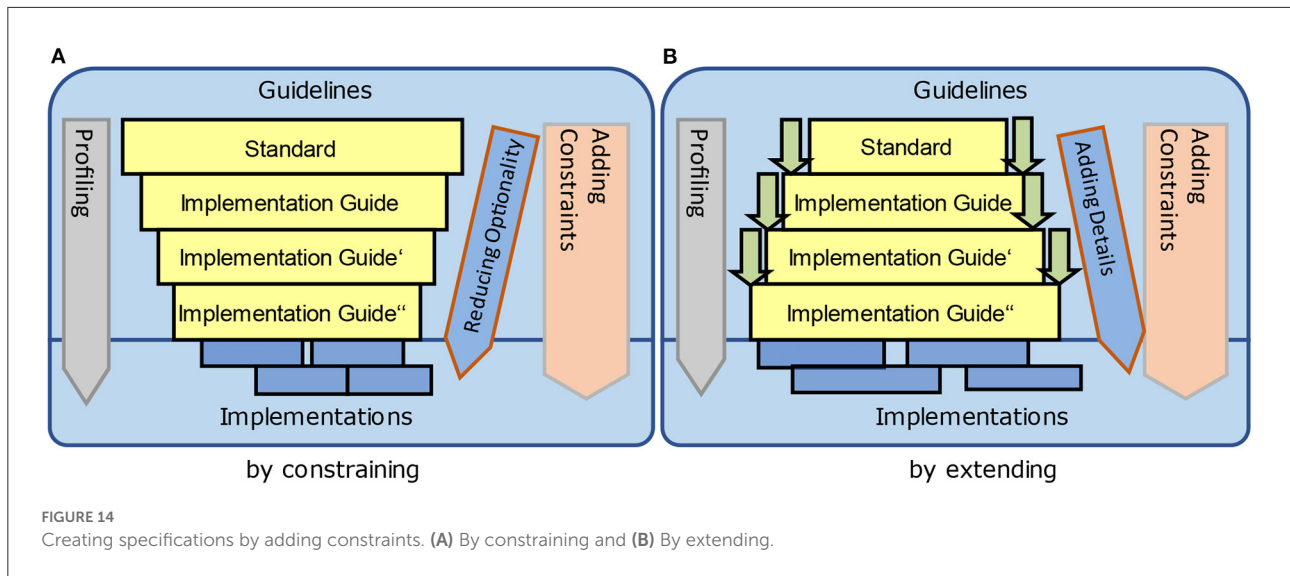 A
Guidelines
Profiling
Standard
Implementation Guide
Implementation Guide‘
Implementation Guide“
Reducing Optionality
Adding
Constraints
Implementations
by constraining
B
Guidelines
Profiling
Standard
Implementation Guide
Implementation Guide‘
Implementation Guide“
Adding Details
Adding
Constraints
Implementations
by extending
FIGURE 14
Creating specifications by adding constraints. (A) By constraining and (B) By extending.